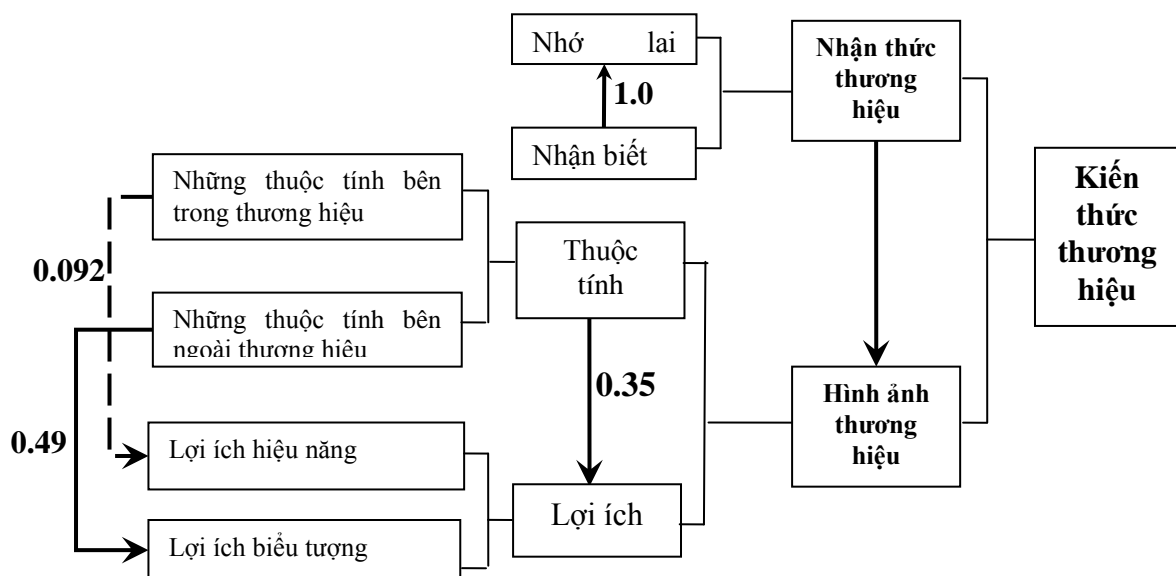 Nhớ lai
1.0
Nhận biết
Nhận thức
thương
hiệu
Kiến
thức
thương
hiệu
Những thuộc tính bên
trong thương hiệu
0.092
Những thuộc tính bên
ngoài thương hiệu
Thuộc
tính
0.35
Hình ảnh
thương
hiệu
0.49
Lợi ích hiệu năng
Lợi ích
Lợi ích biểu tượng